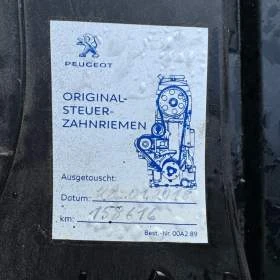 PEUGEOT
ORIGINAL-
STEUER-
ZAHNRIEMEN
Ausgetauscht:
Datum:
km: 158616
Best.-Nr. 00A2 89